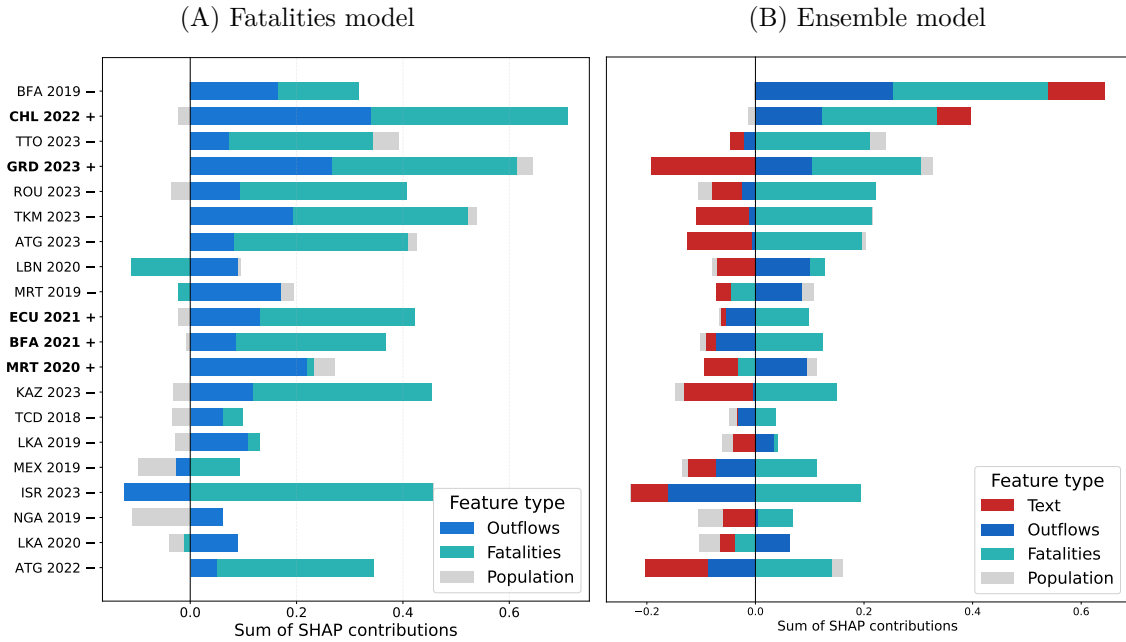 (A) Fatalities model
(B) Ensemble model
BFA 2019 −
CHL 2022 +
TTO 2023 −
GRD 2023 +
ROU 2023 −
TKM 2023 −
ATG 2023 −
LBN 2020 −
MRT 2019 −
ECU 2021 +
BFA 2021 +
MRT 2020 +
KAZ 2023 −
TCD 2018 −
LKA 2019 −
MEX 2019 −
ISR 2023 −
NGA 2019 −
LKA 2020 −
ATG 2022 −
Feature type
Outflows
Fatalities
Population
0.0 0.2 0.4 0.6
Sum of SHAP contributions
Feature type
Text
Outflows
Fatalities
Population
−0.2 0.0 0.2 0.4 0.6
Sum of SHAP contributions